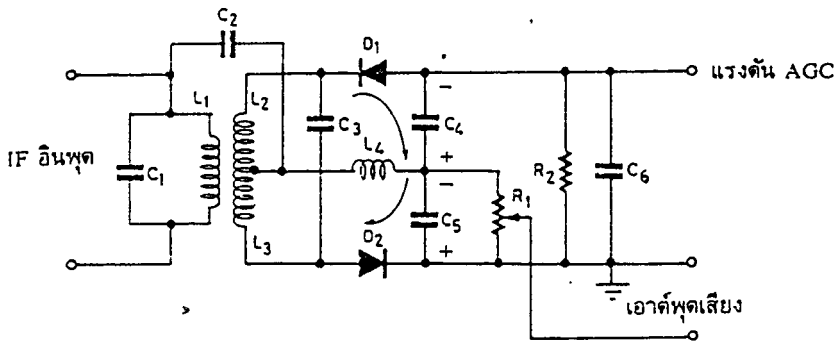 C2
D1
แรงดัน AGC
L1
L2
C3
C4
L4
IF อินพุต
C1
R1
R2
C6
C5
L3
D2
เอาต์พุตเสียง